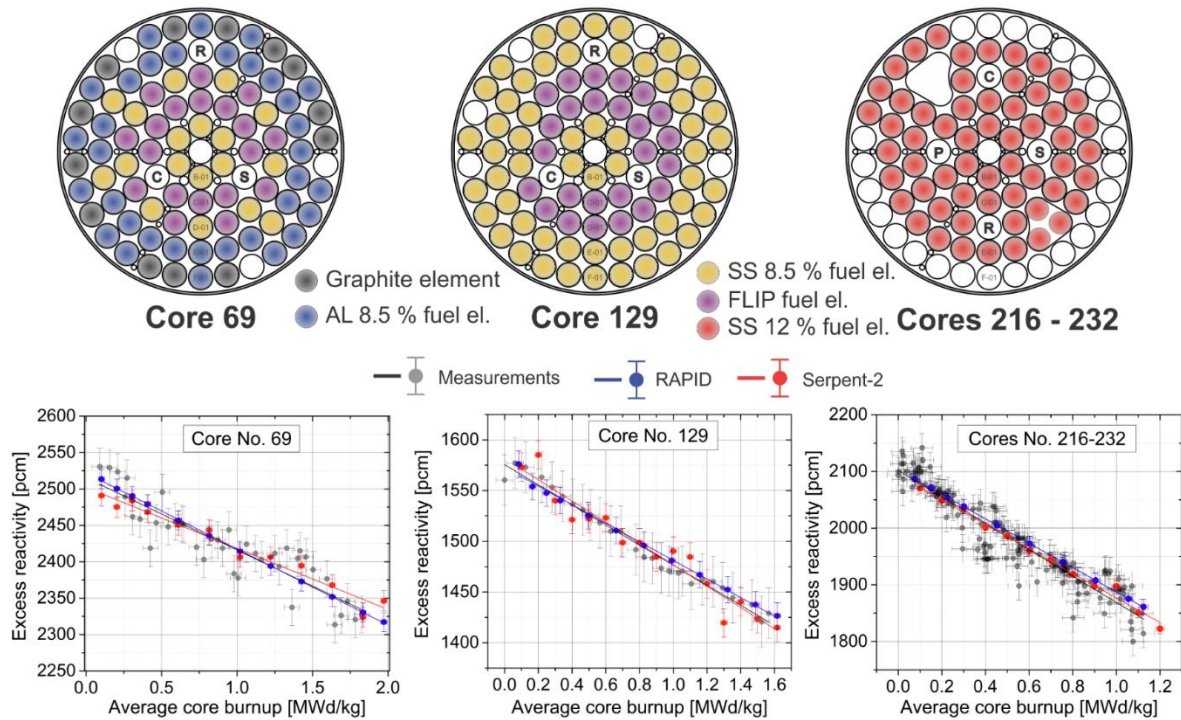 R
C
S
B-01
D-01
R
C
S
B-01
C-01
D-01
E-01
F-01
C
P
S
B-01
C-01
R
F-01
Graphite element
AL 8.5 % fuel el.
SS 8.5 % fuel el.
FLIP fuel el.
SS 12 % fuel el.
Core 69
Core 129
Cores 216 - 232
Measurements
RAPID
Serpent-2
Core No. 69
Excess reactivity [pcm]
2600
2550
2500
2450
2400
2350
2300
2250
0.0 0.5 1.0 1.5 2.0
Average core burnup [MWd/kg]
Core No. 129
Excess reactivity [pcm]
1600
1550
1500
1450
1400
0.0 0.2 0.4 0.6 0.8 1.0 1.2 1.4 1.6
Average core burnup [MWd/kg]
Cores No. 216-232
Excess reactivity [pcm]
2200
2100
2000
1900
1800
0.0 0.2 0.4 0.6 0.8 1.0 1.2
Average core burnup [MWd/kg]